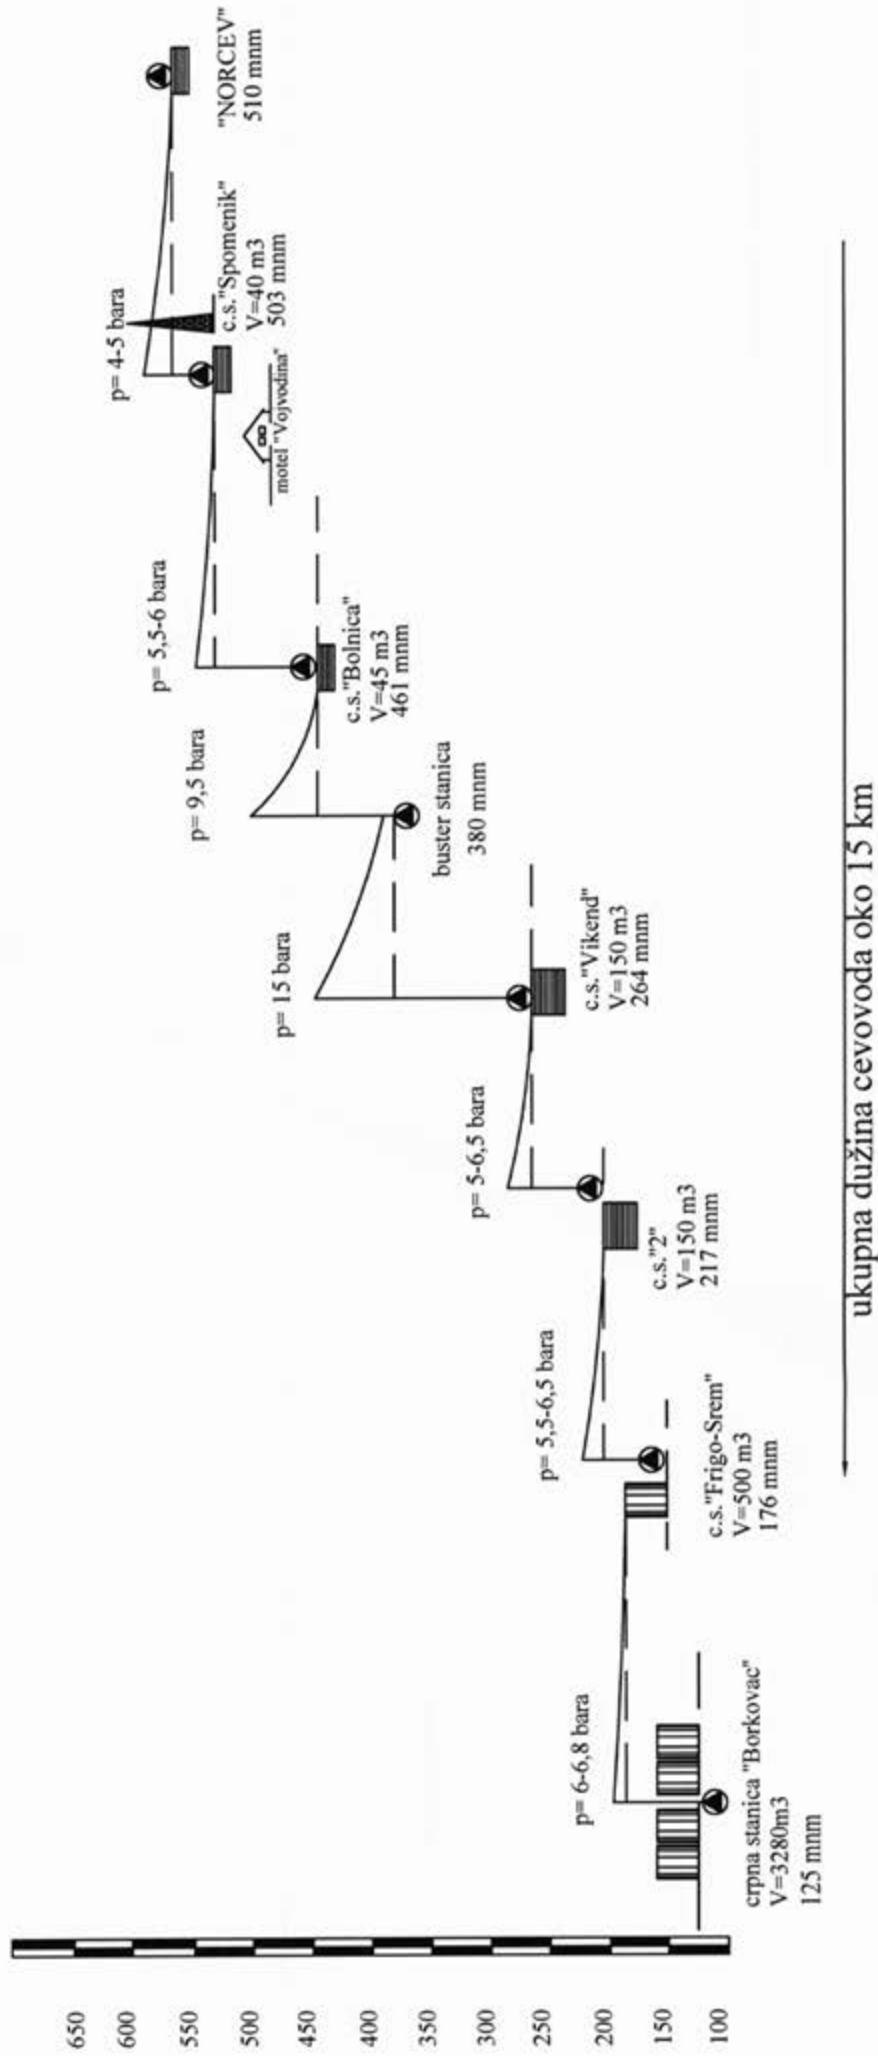 650
600
550
500
450
400
350
300
250
200
150
100
p= 6-6,8 bara
crpna stanica "Borkovac"
V=3280m3
125 mnm
p= 5,5-6,5 bara
c.s."Frigo-Srem"
V=500 m3
176 mnm
p= 5-6,5 bara
c.s."2"
V=150 m3
217 mnm
p= 15 bara
c.s."Vikend"
V=150 m3
264 mnm
p= 9,5 bara
buster stanica
380 mnm
p= 5,5-6 bara
c.s."Bolnica"
V=45 m3
461 mnm
motel "Vojvodina"
p= 4-5 bara
c.s."Spomenik"
V=40 m3
503 mnm
"NORCEV"
510 mnm
ukupna dužina cevovoda oko 15 km